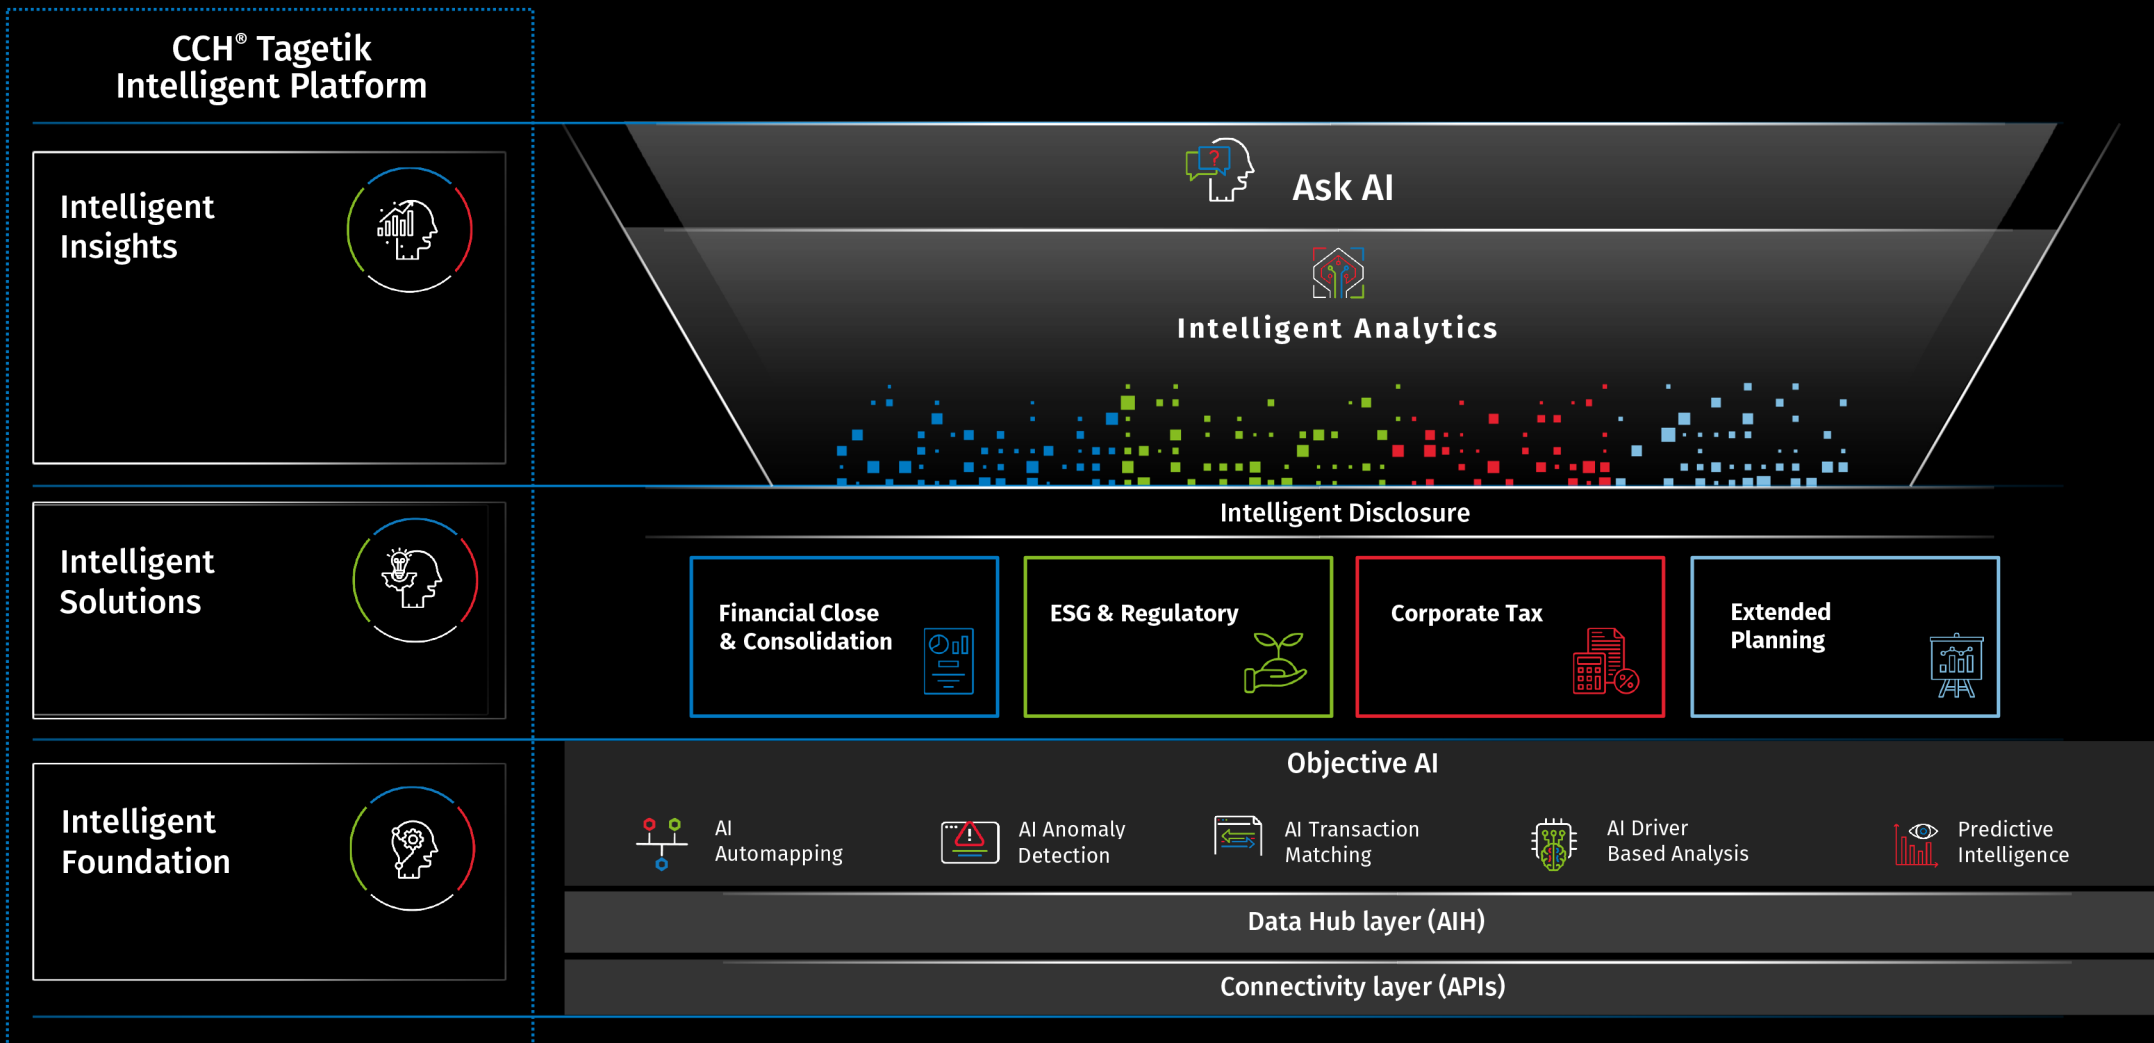 CCH® Tagetik
Intelligent Platform
Intelligent
Insights
?
Ask AI
Intelligent Analytics
Intelligent Disclosure
Intelligent
Solutions
Financial Close
& Consolidation
ESG & Regulatory
Corporate Tax
%
Extended
Planning
Intelligent
Foundation
Objective AI
AI
Automapping
!
AI Anomaly
Detection
AI Transaction
Matching
AI Driver
Based Analysis
Predictive
Intelligence
Data Hub layer (AIH)
Connectivity layer (APIs)